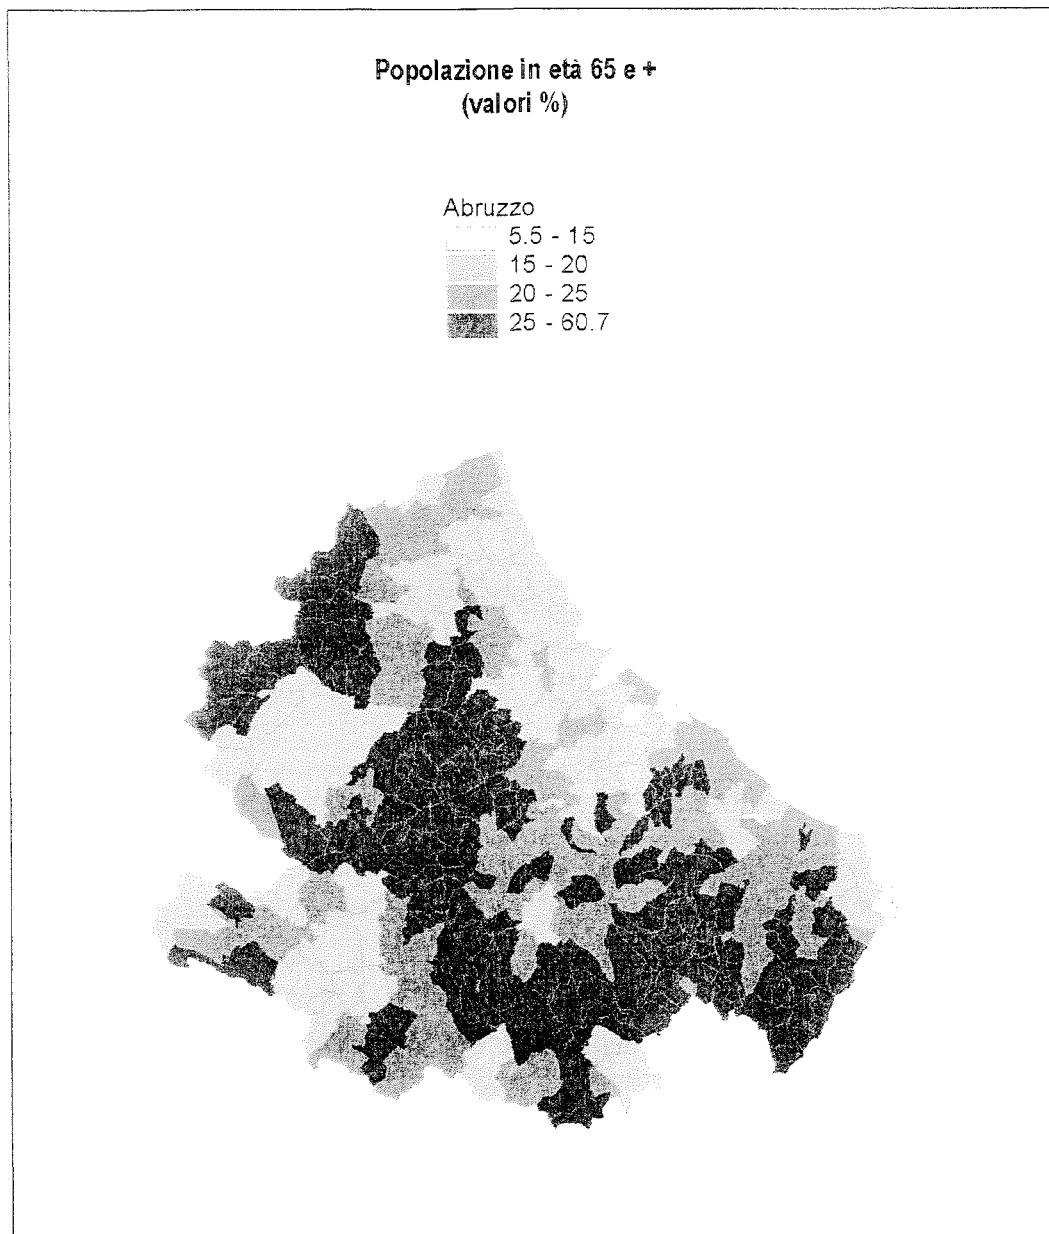 Popolazione in età 65 e +
(valori %)
Abruzzo
5.5 - 15
15 - 20
20 - 25
25 - 60.7